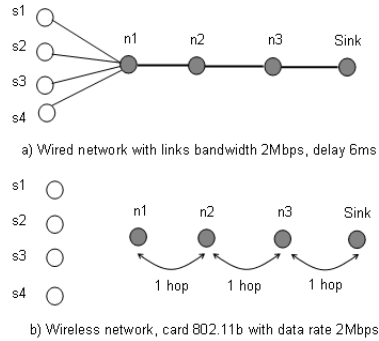 s1
s2
s3
s4
n1
n2
n3
Sink
a) Wired network with links bandwidth 2Mbps, delay 6ms
s1
s2
s3
s4
n1
n2
n3
Sink
1 hop
1 hop
1 hop
b) Wireless network, card 802.11b with data rate 2Mbps